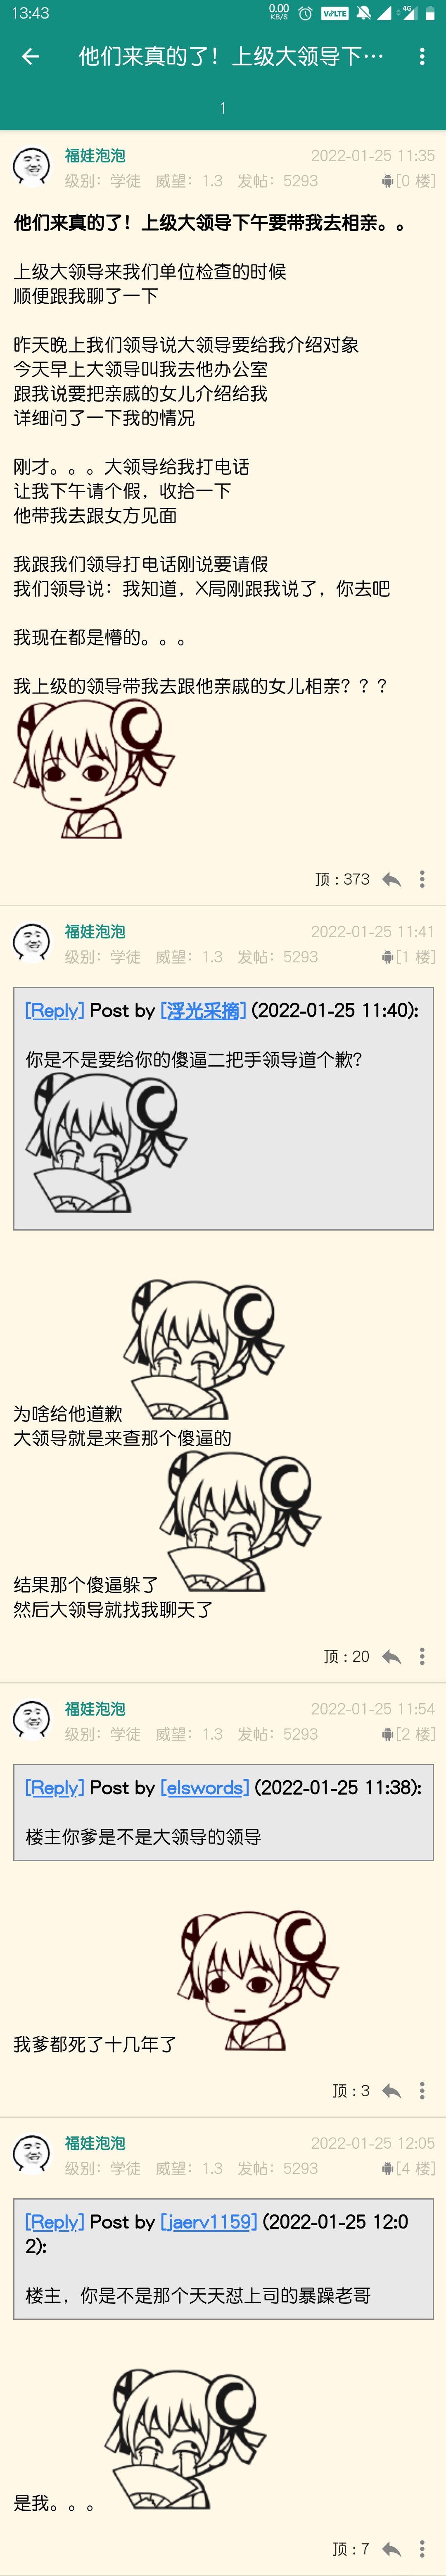 13:43
0.00 KB/S
VoLTE
4G
他们来真的了！上级大领导下…
1
福娃泡泡
2022-01-25 11:35
级别：学徒 威望：1.3 发帖：5293
[0 楼]
他们来真的了！上级大领导下午要带我去相亲。。
上级大领导来我们单位检查的时候
顺便跟我聊了一下
昨天晚上我们领导说大领导要给我介绍对象
今天早上大领导叫我去他办公室
跟我说要把亲戚的女儿介绍给我
详细问了一下我的情况
刚才。。。大领导给我打电话
让我下午请个假，收拾一下
他带我去跟女方见面
我跟我们领导打电话刚说要请假
我们领导说：我知道，X局刚跟我说了，你去吧
我现在都是懵的。。。
我上级的领导带我去跟他亲戚的女儿相亲？？？
顶：373
福娃泡泡
2022-01-25 11:41
级别：学徒 威望：1.3 发帖：5293
[1 楼]
[Reply] Post by [浮光采摘] (2022-01-25 11:40):
你是不是要给你的傻逼二把手领导道个歉？
为啥给他道歉
大领导就是来查那个傻逼的
结果那个傻逼躲了
然后大领导就找我聊天了
顶：20
福娃泡泡
2022-01-25 11:54
级别：学徒 威望：1.3 发帖：5293
[2 楼]
[Reply] Post by [elswords] (2022-01-25 11:38):
楼主你爹是不是大领导的领导
我爹都死了十几年了
顶：3
福娃泡泡
2022-01-25 12:05
级别：学徒 威望：1.3 发帖：5293
[4 楼]
[Reply] Post by [jaerv1159] (2022-01-25 12:0
2):
楼主，你是不是那个天天怼上司的暴躁老哥
是我。。。
顶：7